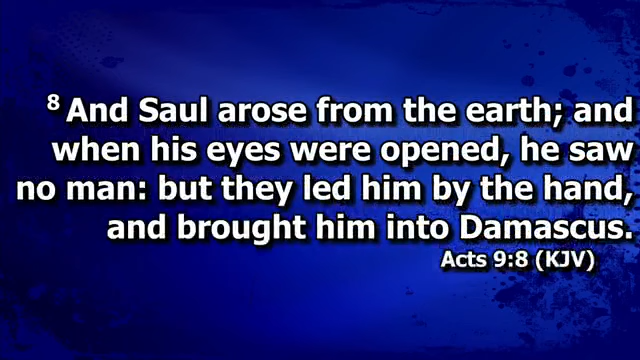 8 And Saul arose from the earth; and
when his eyes were opened, he saw
no man: but they led him by the hand,
and brought him into Damascus.
Acts 9:8 (KJV)